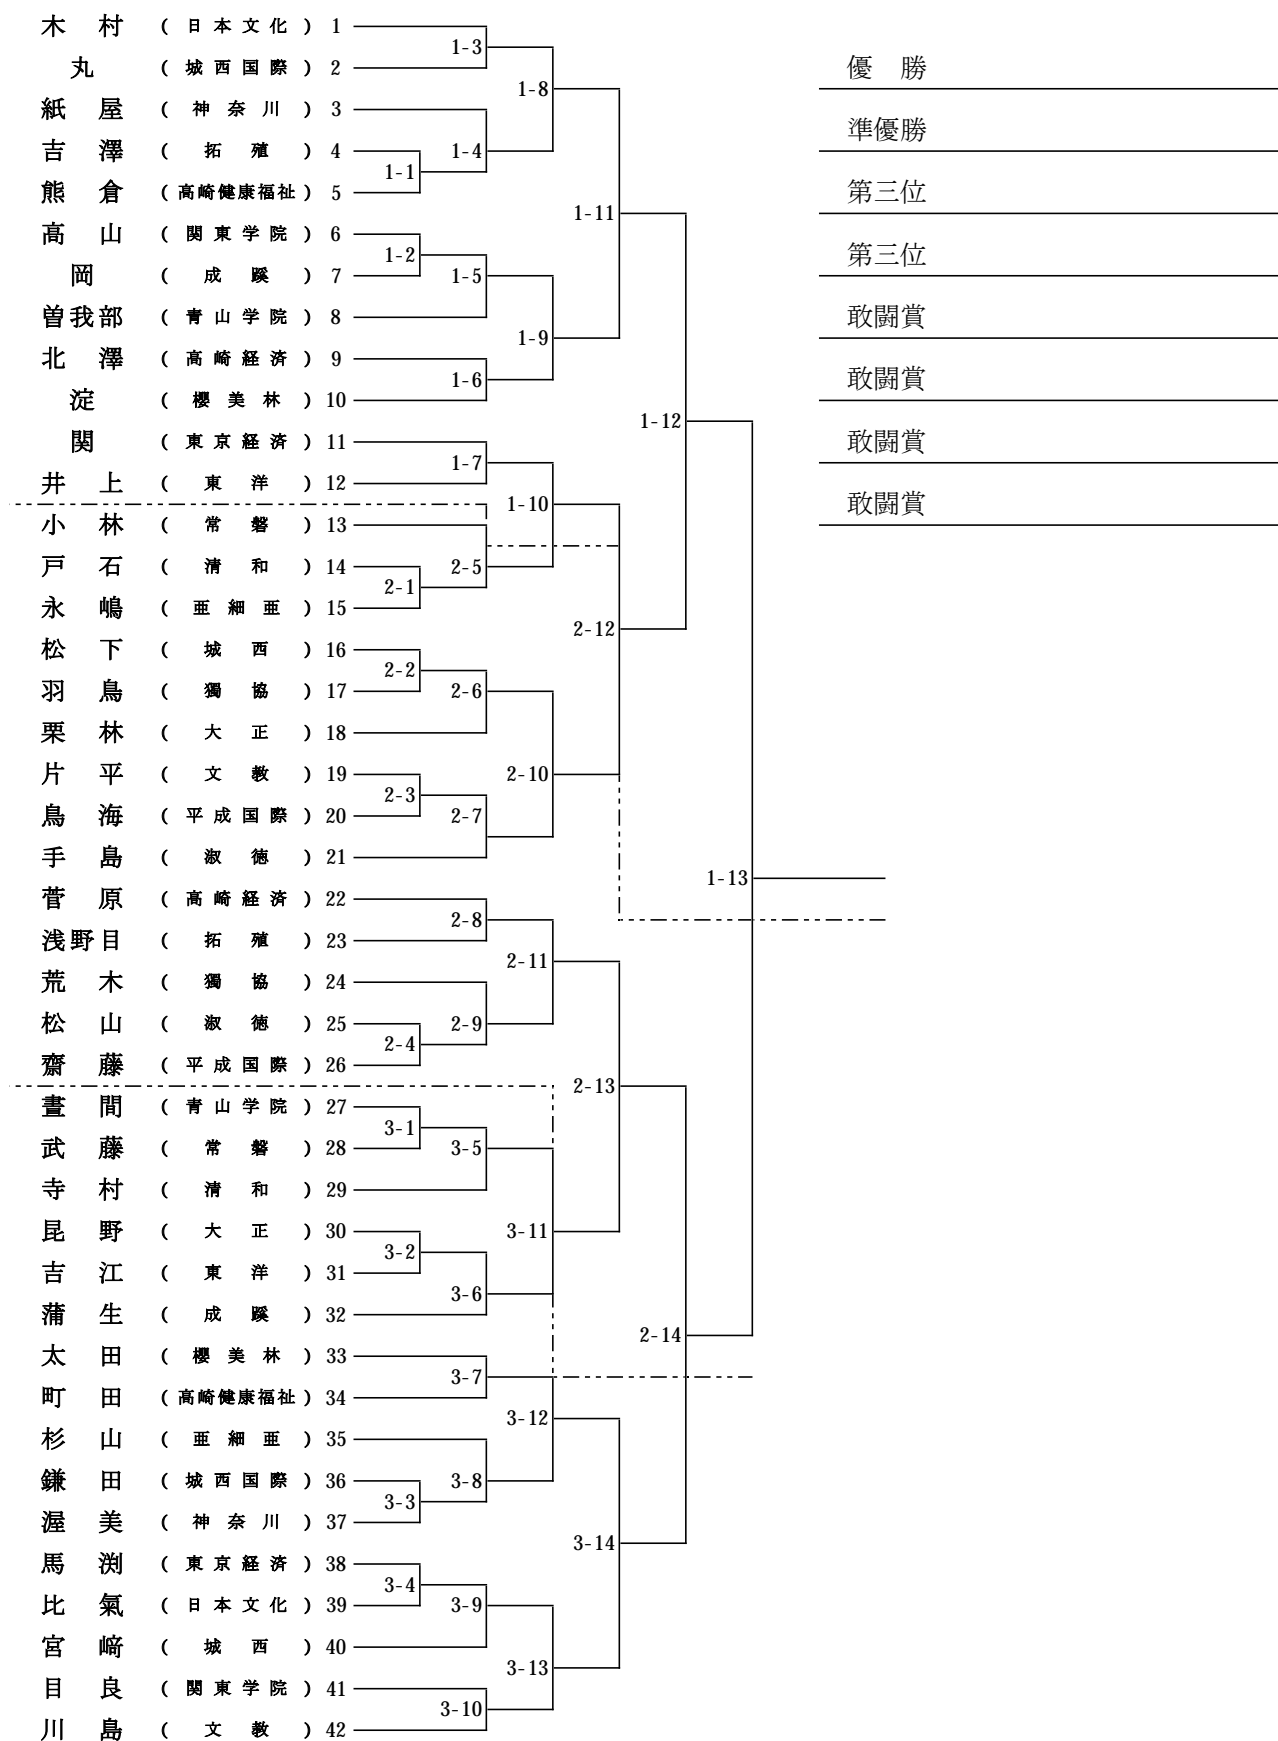 木村 (日本文化) 1
丸 (城西国際) 2
紙屋 (神奈川) 3
吉澤 (拓殖) 4
熊倉 (高崎健康福祉) 5
高山 (関東学院) 6
岡 (成蹊) 7
曽我部 (青山学院) 8
北澤 (高崎経済) 9
淀 (櫻美林) 10
関 (東京経済) 11
井上 (東洋) 12
小林 (常磐) 13
戸石 (清和) 14
永嶋 (亜細亜) 15
松下 (城西) 16
羽鳥 (獨協) 17
栗林 (大正) 18
片平 (文教) 19
鳥海 (平成国際) 20
手島 (淑徳) 21
菅原 (高崎経済) 22
浅野目 (拓殖) 23
荒木 (獨協) 24
松山 (淑徳) 25
齋藤 (平成国際) 26
晝間 (青山学院) 27
武藤 (常磐) 28
寺村 (清和) 29
昆野 (大正) 30
吉江 (東洋) 31
蒲生 (成蹊) 32
太田 (櫻美林) 33
町田 (高崎健康福祉) 34
杉山 (亜細亜) 35
鎌田 (城西国際) 36
渥美 (神奈川) 37
馬渕 (東京経済) 38
比氣 (日本文化) 39
宮﨑 (城西) 40
目良 (関東学院) 41
川島 (文教) 42
1-1
1-2
2-1
2-2
2-3
2-4
3-1
3-2
3-3
3-4
1-3
1-4
1-5
1-6
1-7
2-5
2-6
2-7
2-8
2-9
3-5
3-6
3-7
3-8
3-9
3-10
1-8
1-9
1-10
2-10
2-11
3-11
3-12
3-13
1-11
2-12
2-13
3-14
1-12
2-14
1-13
優勝
準優勝
第三位
第三位
敢闘賞
敢闘賞
敢闘賞
敢闘賞